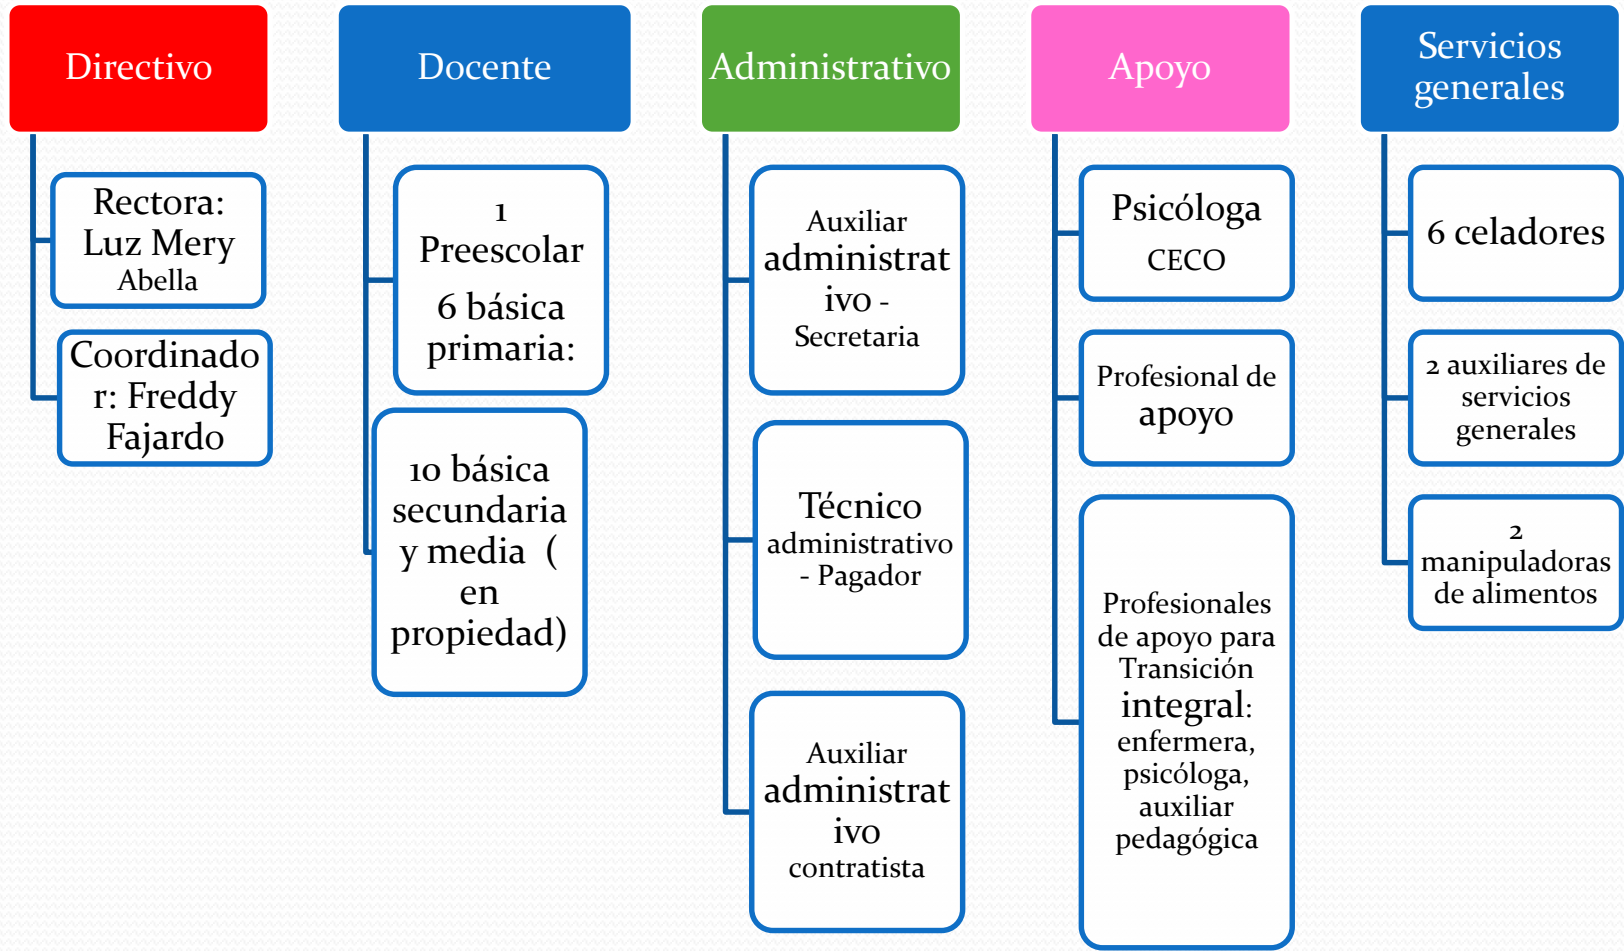 Directivo
Rectora:
Luz Mery
Abella
Coordinado
r: Freddy
Fajardo
Docente
1
Preescolar
6 básica
primaria:
10 básica
secundaria
y media  (
en
propiedad)
Administrativo
Auxiliar
administrat
ivo -
Secretaria
Técnico
administrativo
- Pagador
Auxiliar
administrat
ivo
contratista
Apoyo
Psicóloga
CECO
Profesional de
apoyo
Profesionales
de apoyo para
Transición
integral:
enfermera,
psicóloga,
auxiliar
pedagógica
Servicios
generales
6 celadores
2 auxiliares de
servicios
generales
2
manipuladoras
de alimentos